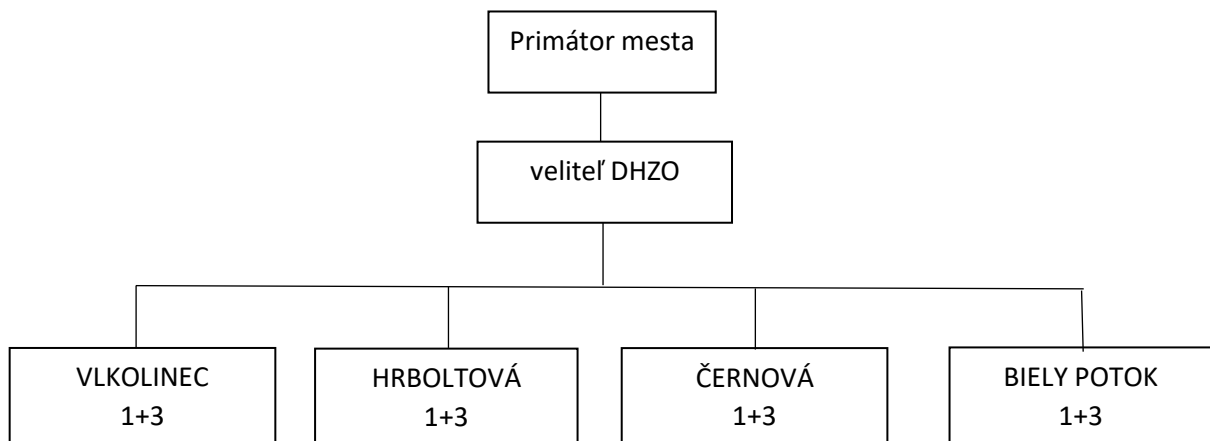 Primátor mesta
veliteľ DHZO
VLKOLINEC
1+3
HRBOLTOVÁ
1+3
ČERNOVÁ
1+3
BIELY POTOK
1+3